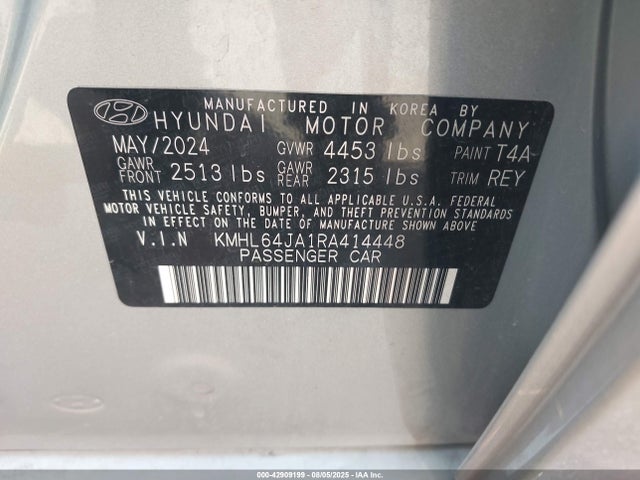 MANUFACTURED IN KOREA BY
HYUNDAI MOTOR COMPANY
MAY/2024 GVWR 4453 lbs PAINT T4A
GAWR FRONT 2513 lbs GAWR REAR 2315 lbs TRIM REY
THIS VEHICLE CONFORMS TO ALL APPLICABLE U.S.A. FEDERAL
MOTOR VEHICLE SAFETY, BUMPER, AND THEFT PREVENTION STANDARDS
IN EFFECT ON THE DATE OF MANUFACTURE SHOWN ABOVE.
V.I.N KMHL64JA1RA414448
PASSENGER CAR
000-42909199 - 08/05/2025 - IAA Inc.